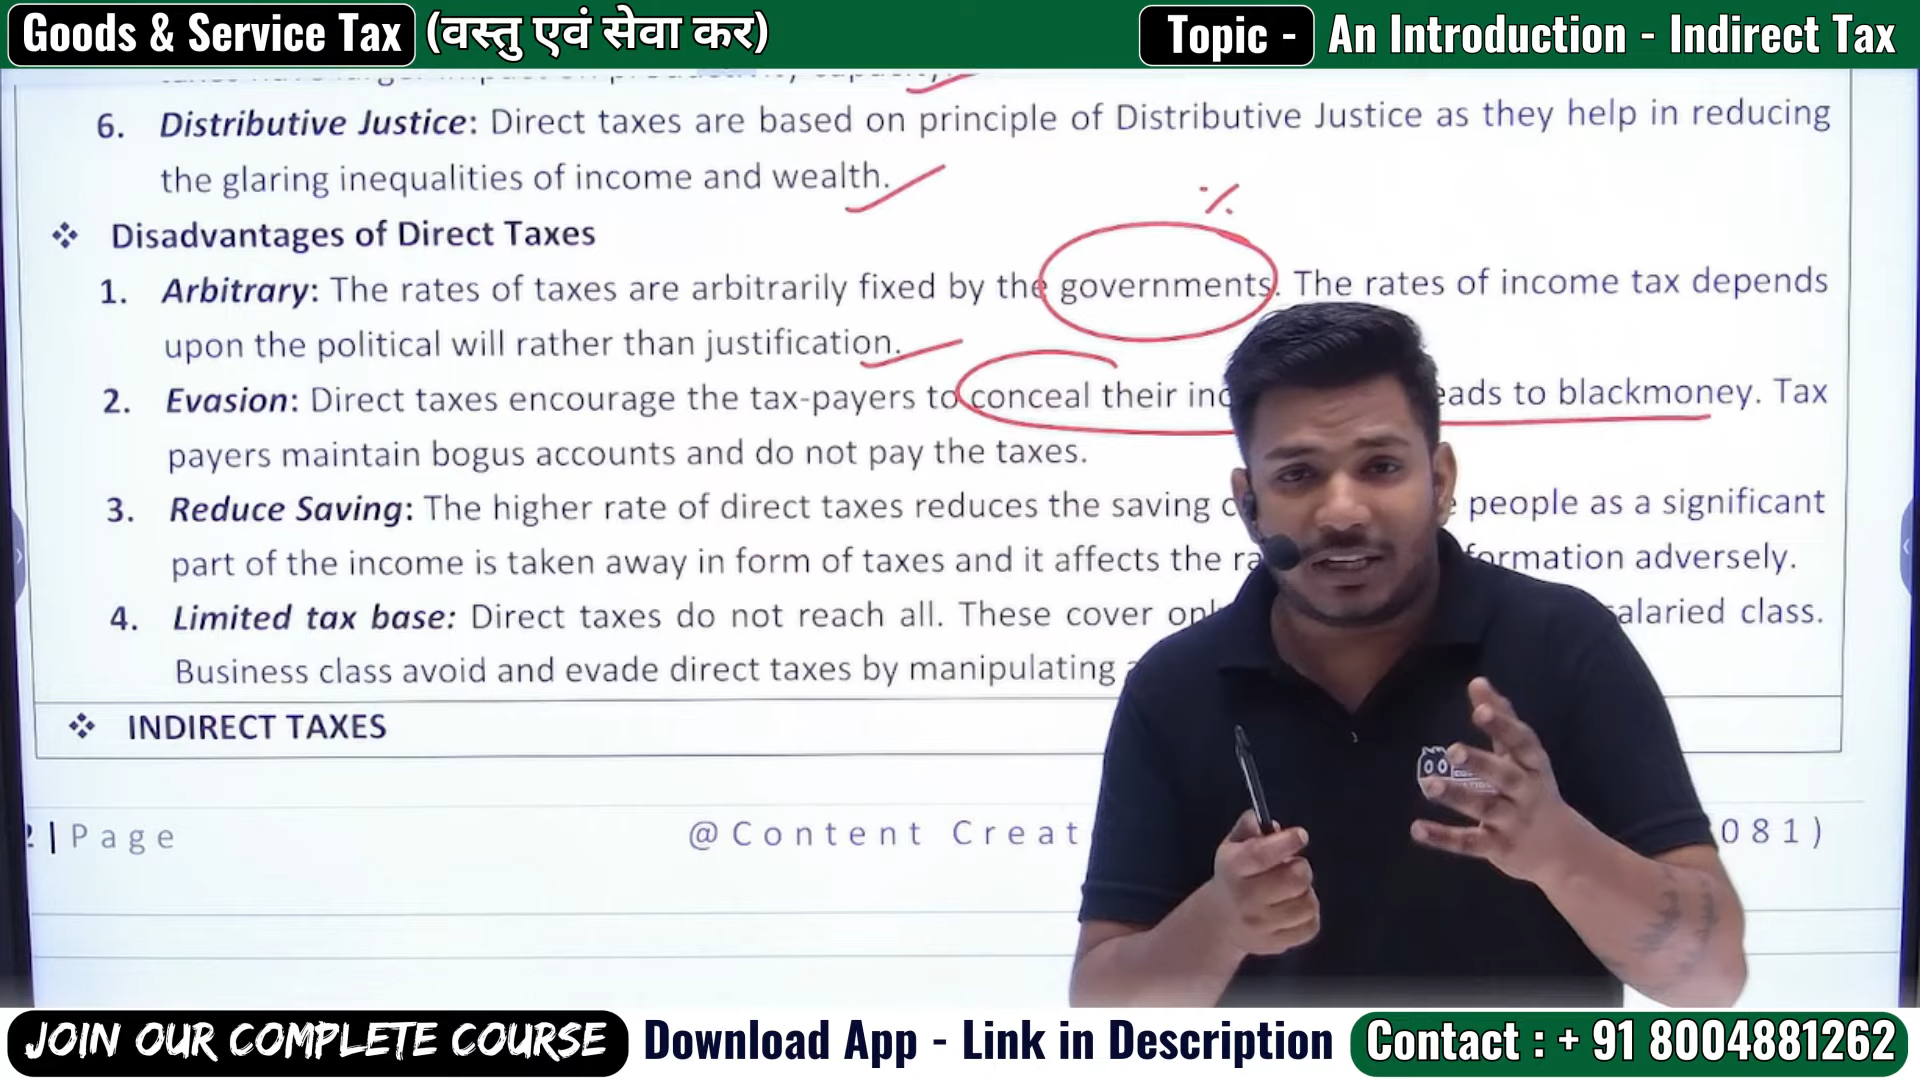 Goods & Service Tax (वस्तु एवं सेवा कर) Topic - An Introduction - Indirect Tax
6. Distributive Justice: Direct taxes are based on principle of Distributive Justice as they help in reducing
the glaring inequalities of income and wealth.
Disadvantages of Direct Taxes
1. Arbitrary: The rates of taxes are arbitrarily fixed by the governments. The rates of income tax depends
upon the political will rather than justification.
2. Evasion: Direct taxes encourage the tax-payers to conceal their to blackmoney. Tax
payers maintain bogus accounts and do not pay the taxes.
3. Reduce Saving: The higher rate of direct taxes reduces the saving people as a significant
part of the income is taken away in form of taxes and it affects the adversely.
4. Limited tax base: Direct taxes do not reach all. These cover salaried class.
Business class avoid and evade direct taxes by manipulating
INDIRECT TAXES
%
| Page @Content 081)
JOIN OUR COMPLETE COURSE Download App - Link in Description Contact : + 91 8004881262